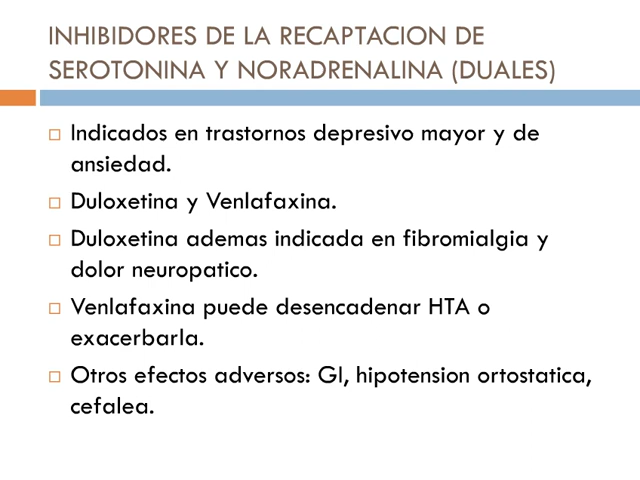 INHIBIDORES DE LA RECAPTACION DE
SEROTONINA Y NORADRENALINA (DUALES)
Indicados en trastornos depresivo mayor y de
ansiedad.
Duloxetina y Venlafaxina.
Duloxetina ademas indicada en fibromialgia y
dolor neuropatico.
Venlafaxina puede desencadenar HTA o
exacerbarla.
Otros efectos adversos: GI, hipotension ortostatica,
cefalea.